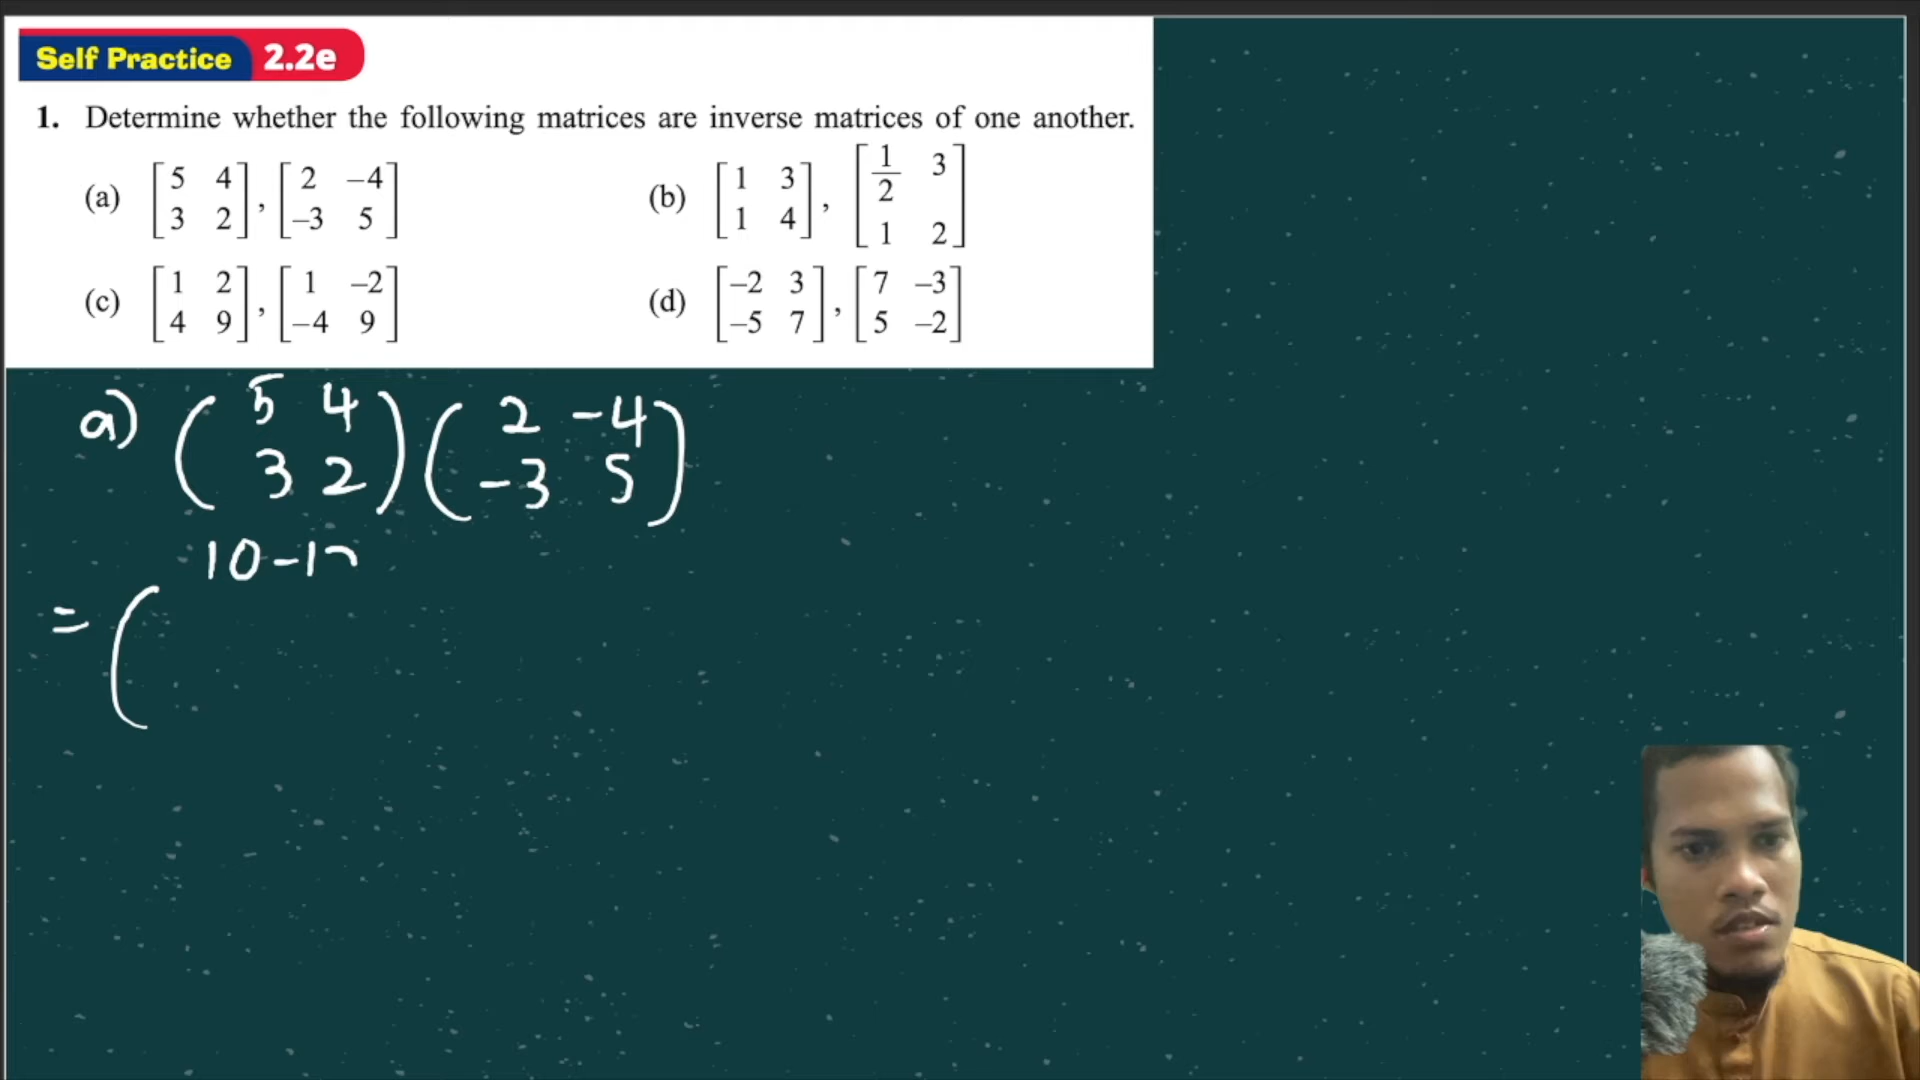 Self Practice 2.2e
1. Determine whether the following matrices are inverse matrices of one another.
(a) [5 4; 3 2], [2 –4; –3 5]
(b) [1 3; 1 4], [1/2 3; 1 2]
(c) [1 2; 4 9], [1 –2; –4 9]
(d) [–2 3; –5 7], [7 –3; 5 –2]
a) (5 4; 3 2)(2 -4; -3 5)
10-1
= (